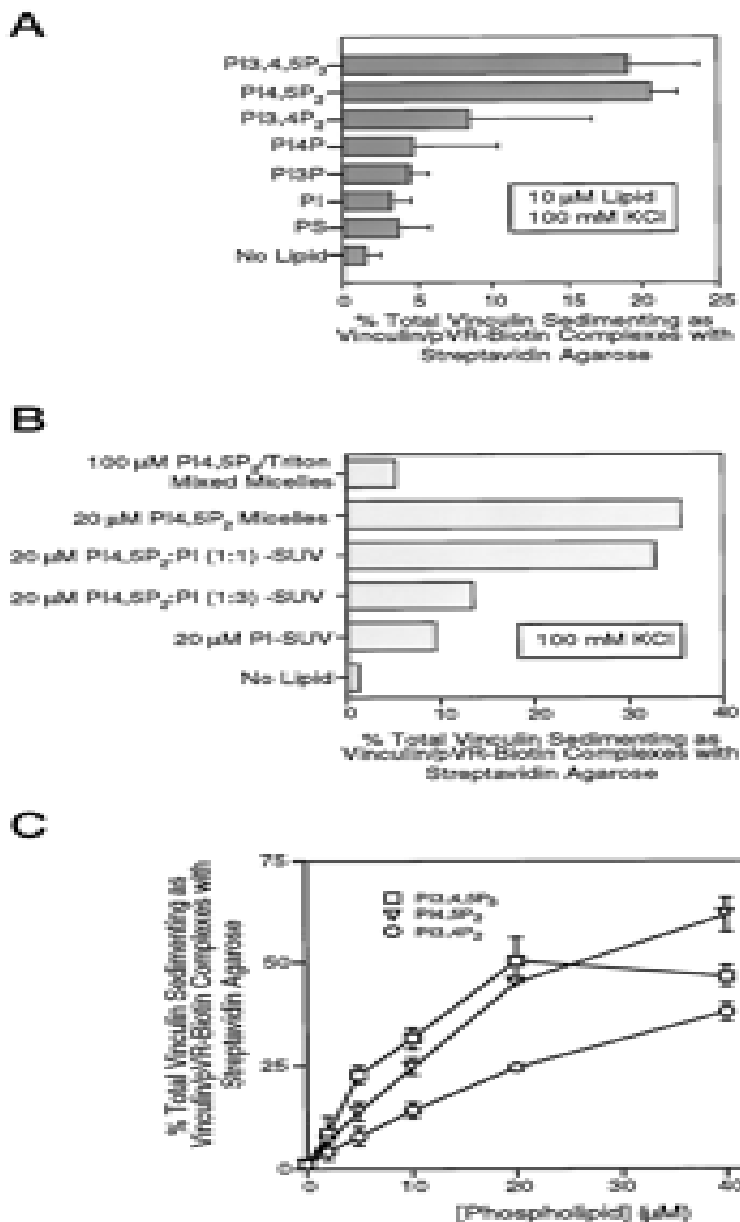 A
PI3,4,5P3
PI4,5P2
PI3,4P2
PI4P
PI3P
PI
PS
No Lipid
10 µM Lipid
100 mM KCl
0 5 10 15 20 25
% Total Vinculin Sedimenting as
Vinculin/pVR-Biotin Complexes with
Streptavidin Agarose
B
100 µM PI4,5P2/Triton
Mixed Micelles
20 µM PI4,5P2 Micelles
20 µM PI4,5P2:PI (1:1) -SUV
20 µM PI4,5P2:PI (1:3) -SUV
20 µM PI-SUV
No Lipid
100 mM KCl
0 10 20 30 40
% Total Vinculin Sedimenting as
Vinculin/pVR-Biotin Complexes with
Streptavidin Agarose
C
% Total Vinculin Sedimenting as
Vinculin/pVR-Biotin Complexes with
Streptavidin Agarose
75
50
25
0
PI3,4,5P3
PI4,5P2
PI3,4P2
0 10 20 30 40
[Phospholipid] (µM)